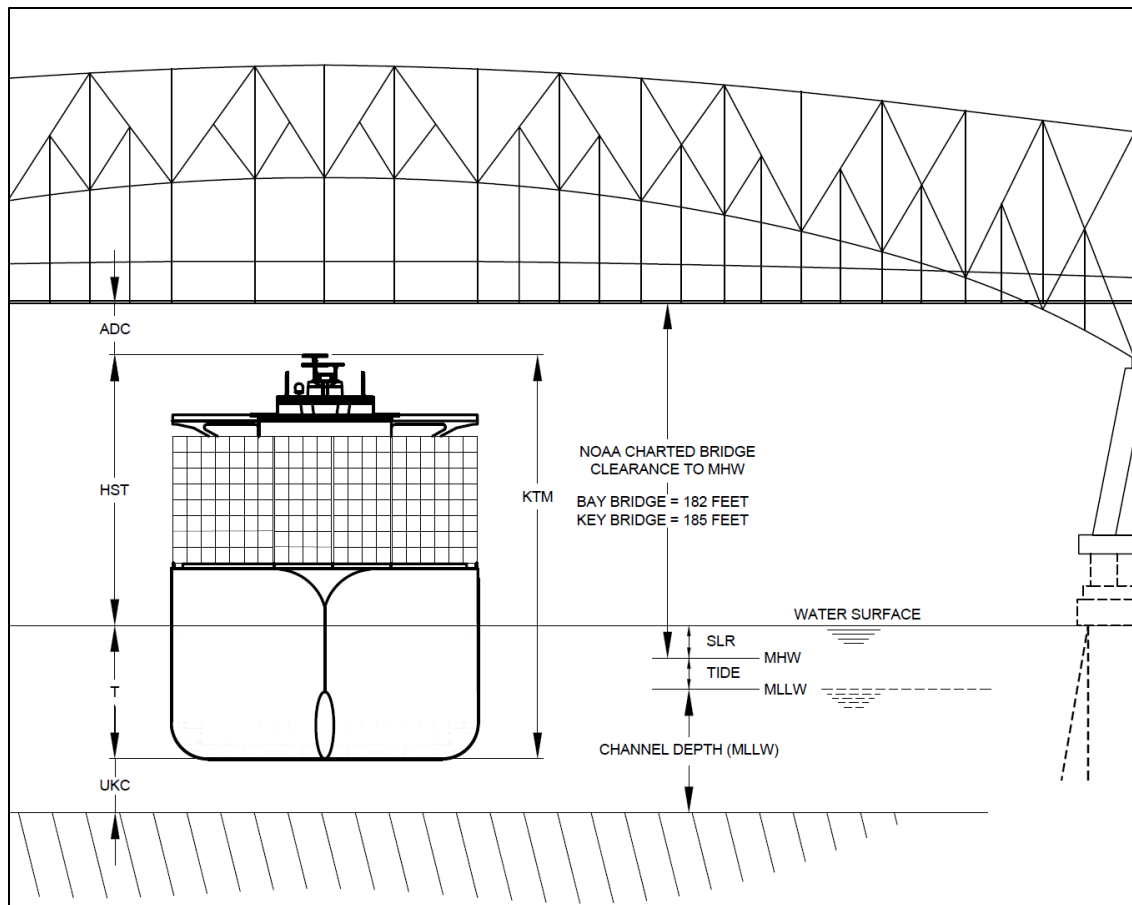 ADC
HST
KTM
NOAA CHARTED BRIDGE
CLEARANCE TO MHW
BAY BRIDGE = 182 FEET
KEY BRIDGE = 185 FEET
WATER SURFACE
SLR
MHW
TIDE
MLLW
T
CHANNEL DEPTH (MLLW)
UKC